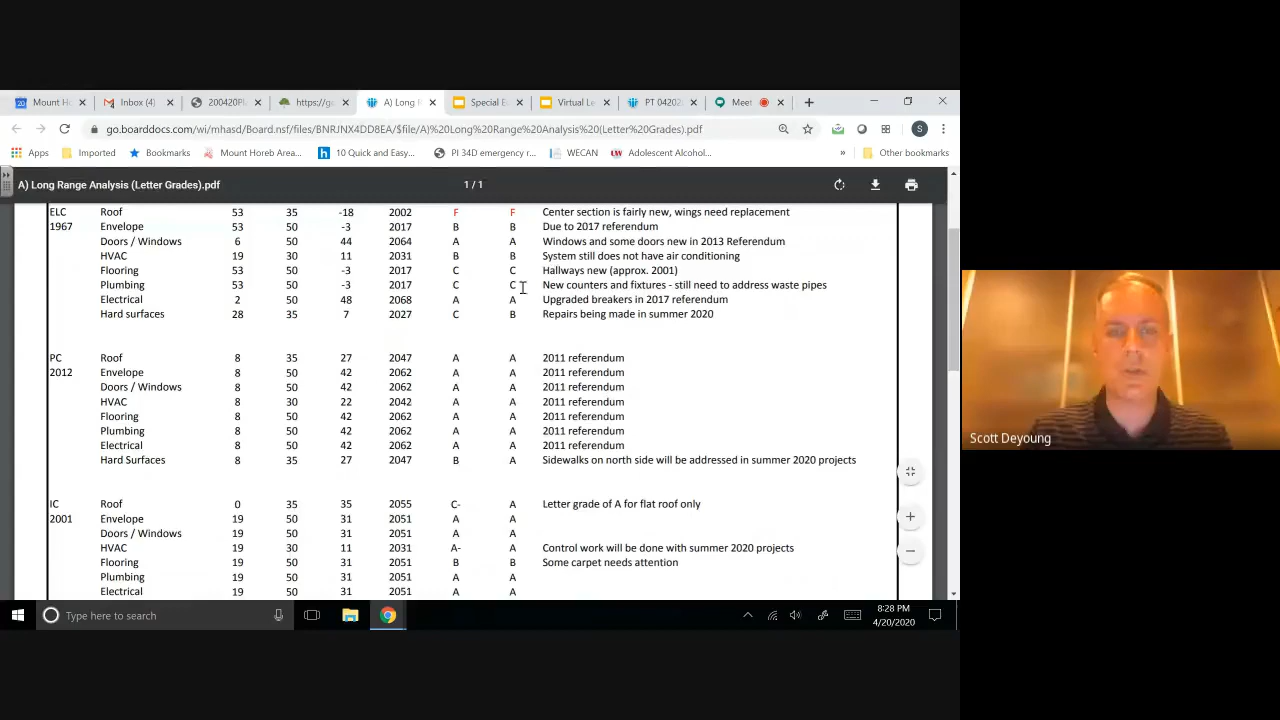 Mount Ho
Inbox (4)
200420Pl
https://go
A) Long R
Special E
Virtual Le
PT 04202
Meet
go.boarddocs.com/wi/mhasd/Board.nsf/files/BNRJNX4DD8EA/$file/A)%20Long%20Range%20Analysis%20(Letter%20Grades).pdf
Apps Imported Bookmarks Mount Horeb Area... 10 Quick and Easy... PI 34D emergency r... WECAN Adolescent Alcohol... » Other bookmarks
A) Long Range Analysis (Letter Grades).pdf 1 / 1
ELC Roof 53 35 -18 2002 F F Center section is fairly new, wings need replacement
1967 Envelope 53 50 -3 2017 B B Due to 2017 referendum
Doors / Windows 6 50 44 2064 A A Windows and some doors new in 2013 Referendum
HVAC 19 30 11 2031 B B System still does not have air conditioning
Flooring 53 50 -3 2017 C C Hallways new (approx. 2001)
Plumbing 53 50 -3 2017 C C New counters and fixtures - still need to address waste pipes
Electrical 2 50 48 2068 A A Upgraded breakers in 2017 referendum
Hard surfaces 28 35 7 2027 C B Repairs being made in summer 2020
PC Roof 8 35 27 2047 A A 2011 referendum
2012 Envelope 8 50 42 2062 A A 2011 referendum
Doors / Windows 8 50 42 2062 A A 2011 referendum
HVAC 8 30 22 2042 A A 2011 referendum
Flooring 8 50 42 2062 A A 2011 referendum
Plumbing 8 50 42 2062 A A 2011 referendum
Electrical 8 50 42 2062 A A 2011 referendum
Hard Surfaces 8 35 27 2047 B A Sidewalks on north side will be addressed in summer 2020 projects
IC Roof 0 35 35 2055 C- A Letter grade of A for flat roof only
2001 Envelope 19 50 31 2051 A A
Doors / Windows 19 50 31 2051 A A
HVAC 19 30 11 2031 A- A Control work will be done with summer 2020 projects
Flooring 19 50 31 2051 B B Some carpet needs attention
Plumbing 19 50 31 2051 A A
Electrical 19 50 31 2051 A A
Scott Deyoung
Type here to search
8:28 PM
4/20/2020